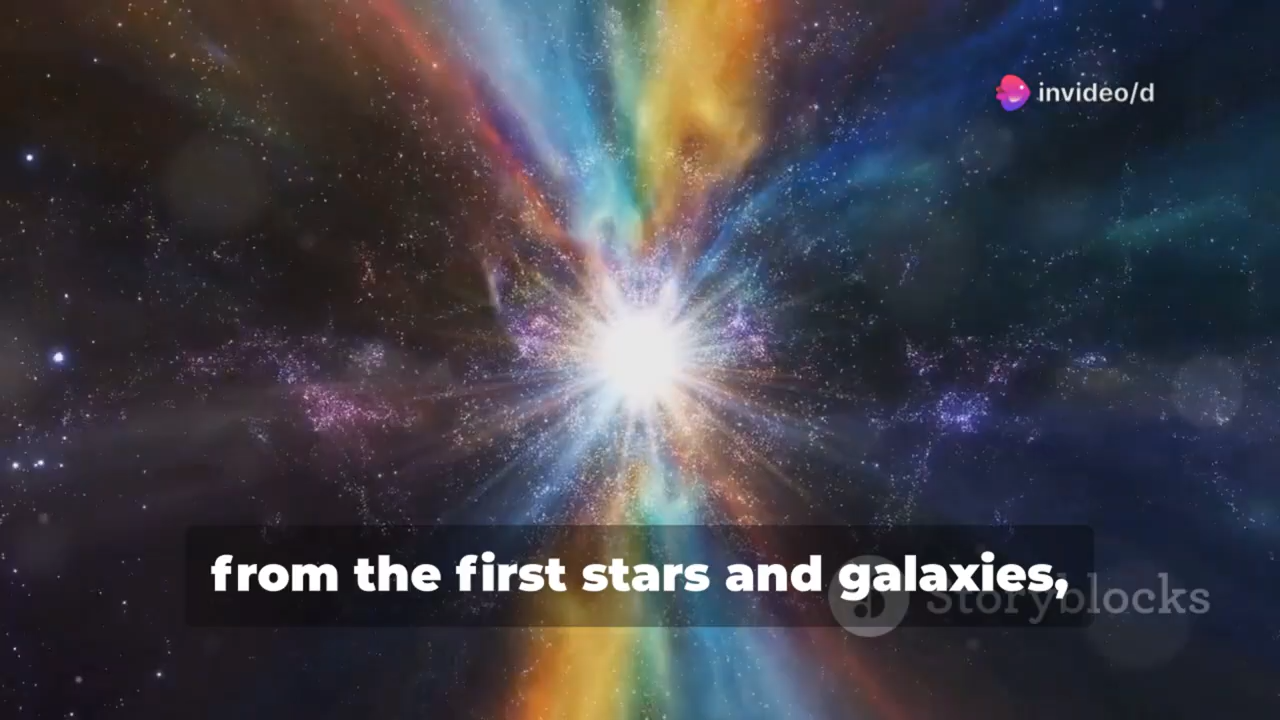 invideo/d
from the first stars and galaxies,
Storyblocks